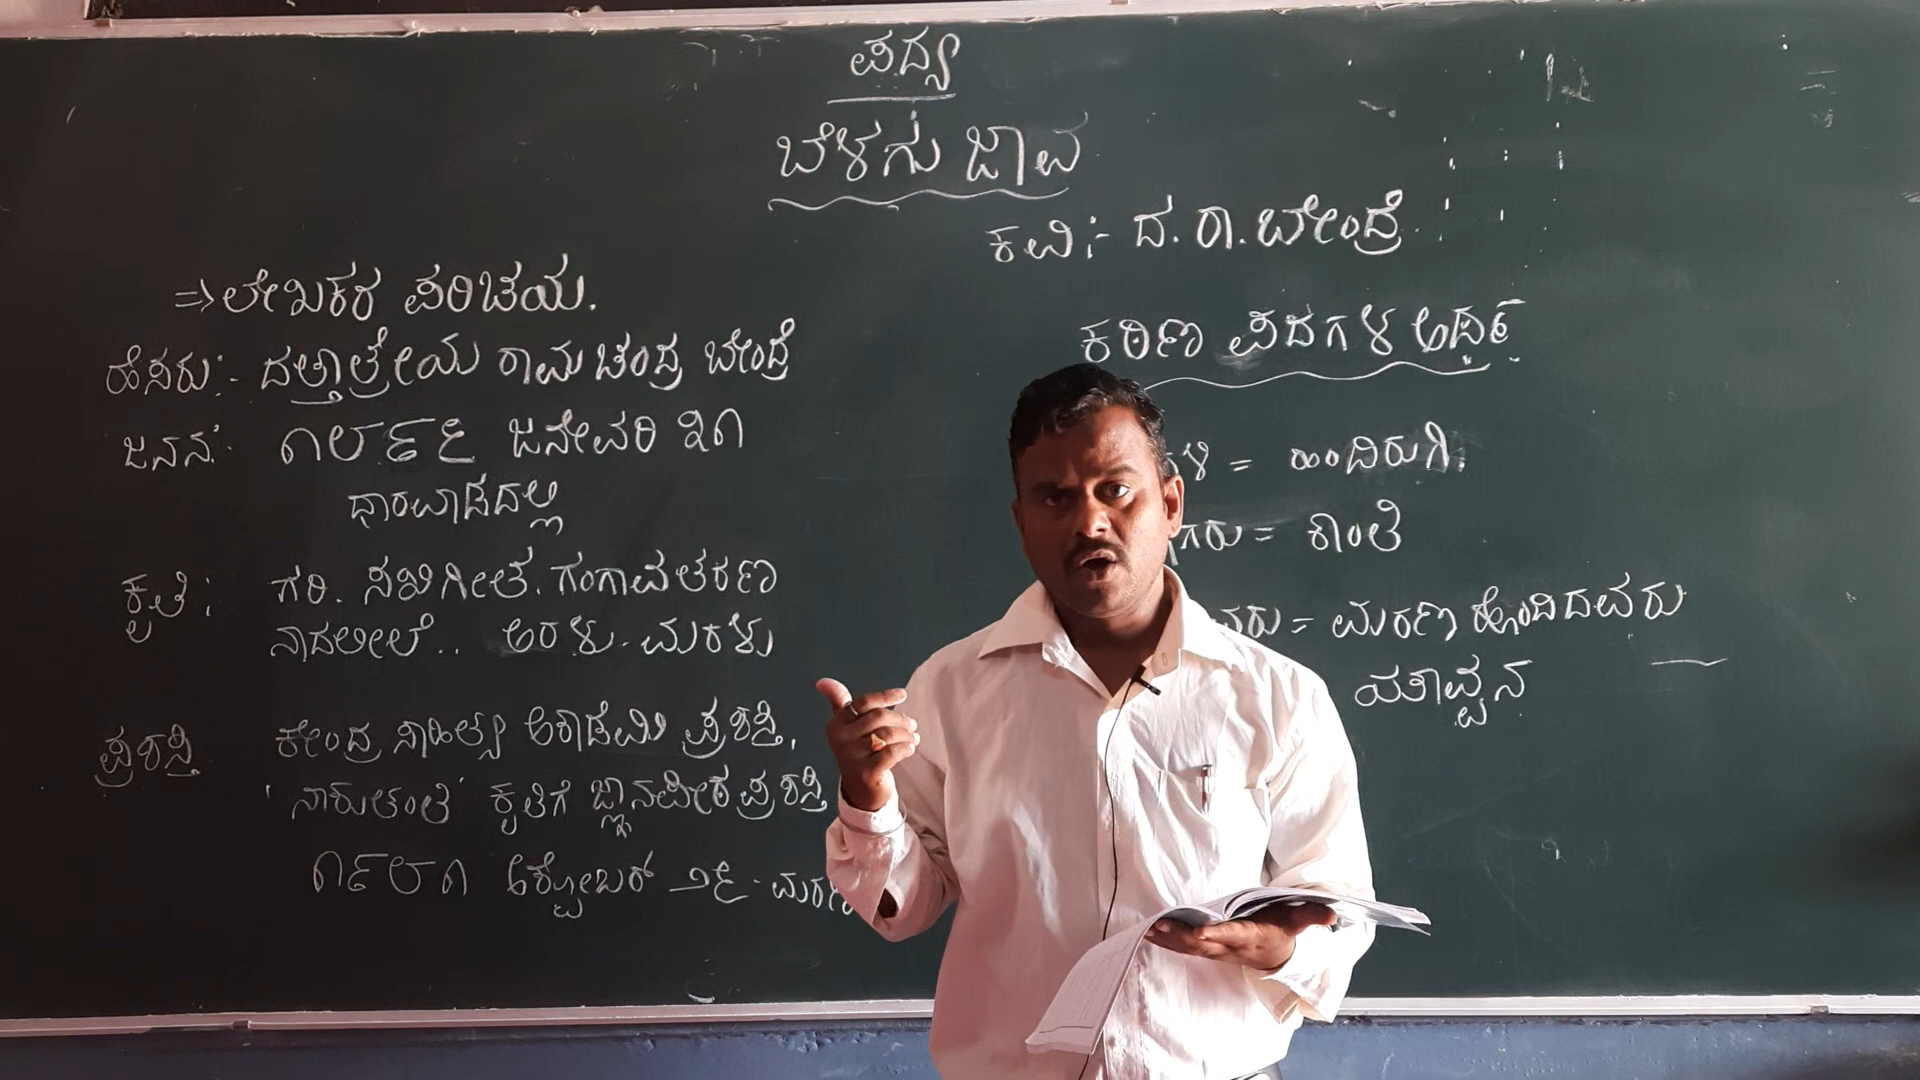 ಪದ್ಯ
ಬೆಳಗು ಜಾವ
ಕವಿ:- ದ. ರಾ. ಬೇಂದ್ರೆ
=> ಲೇಖಕರ ಪರಿಚಯ.
ಹೆಸರು:- ದತ್ತಾತ್ರೇಯ ರಾಮಚಂದ್ರ ಬೇಂದ್ರೆ
ಜನನ: ೧೮೯೬ ಜನೇವರಿ ೩೧
ಧಾರವಾಡದಲ್ಲಿ
ಕೃತಿ: ಗರಿ. ಸಖಿಗೀತ. ಗಂಗಾವತರಣ
ನಾದಲೀಲೆ.. ಅರಳು-ಮರಳು
ಪ್ರಶಸ್ತಿ ಕೇಂದ್ರ ಸಾಹಿತ್ಯ ಅಕಾಡೆಮಿ ಪ್ರಶಸ್ತಿ,
'ನಾಕುತಂತಿ' ಕೃತಿಗೆ ಜ್ಞಾನಪೀಠ ಪ್ರಶಸ್ತಿ
೧೯೮೧ ಅಕ್ಟೋಬರ್ ೨೬-
ಕಠಿಣ ಪದಗಳ ಅರ್ಥ
= ಹಿಂದಿರುಗಿ.
= ಕಾಂತಿ
= ಮರಣ ಹೊಂದಿದವರು